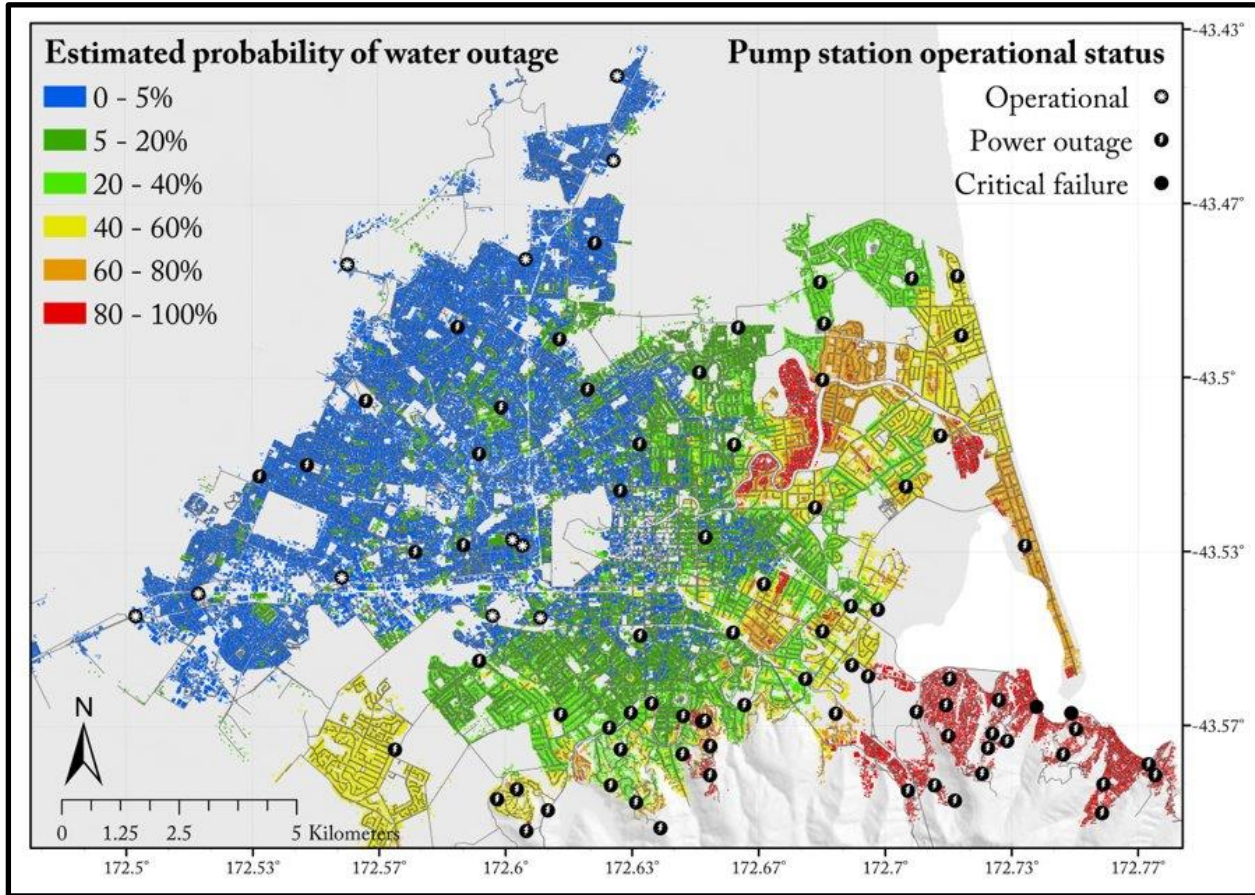 Estimated probability of water outage
0 - 5%
5 - 20%
20 - 40%
40 - 60%
60 - 80%
80 - 100%
Pump station operational status
Operational
Power outage
Critical failure
-43.43°
-43.47°
-43.5°
-43.53°
-43.57°
N
0 1.25 2.5 5 Kilometers
172.5° 172.53° 172.57° 172.6° 172.63° 172.67° 172.7° 172.73° 172.77°